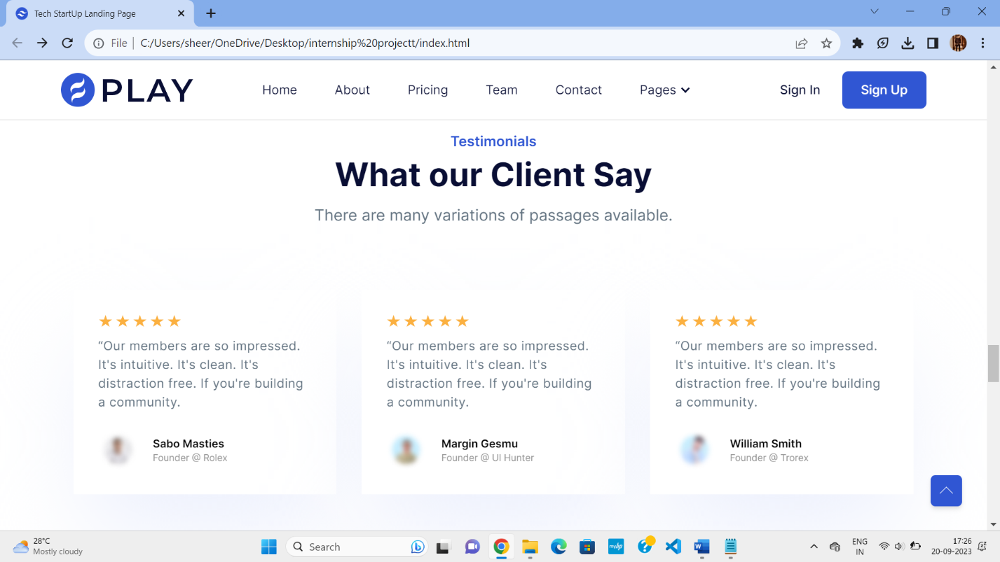 Tech StartUp Landing Page
File | C:/Users/sheer/OneDrive/Desktop/internship%20projectt/index.html
PLAY Home About Pricing Team Contact Pages Sign In Sign Up
Testimonials
What our Client Say
There are many variations of passages available.
★★★★★
“Our members are so impressed.
It's intuitive. It's clean. It's
distraction free. If you're building
a community.
Sabo Masties
Founder @ Rolex
★★★★★
“Our members are so impressed.
It's intuitive. It's clean. It's
distraction free. If you're building
a community.
Margin Gesmu
Founder @ UI Hunter
★★★★★
“Our members are so impressed.
It's intuitive. It's clean. It's
distraction free. If you're building
a community.
William Smith
Founder @ Trorex
28°C
Mostly cloudy
Search
myhp
ENG
IN
17:26
20-09-2023